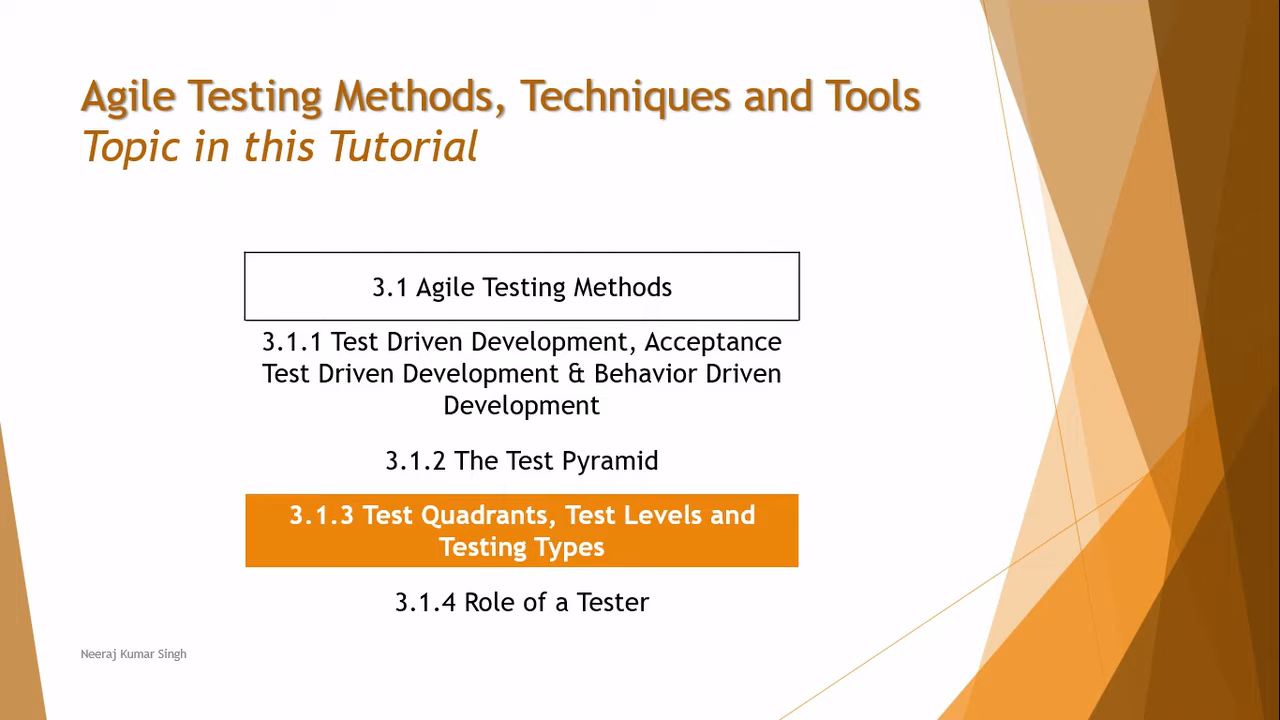 Agile Testing Methods, Techniques and Tools
Topic in this Tutorial
3.1 Agile Testing Methods
3.1.1 Test Driven Development, Acceptance
Test Driven Development & Behavior Driven
Development
3.1.2 The Test Pyramid
3.1.3 Test Quadrants, Test Levels and
Testing Types
3.1.4 Role of a Tester
Neeraj Kumar Singh